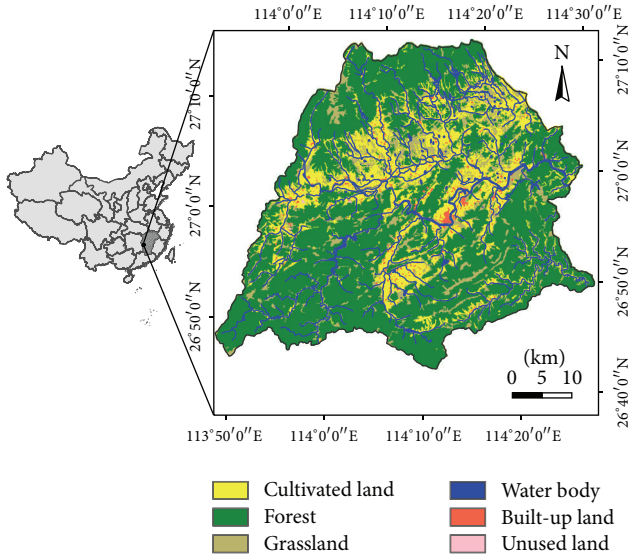 114°0′0″E 114°10′0″E 114°20′0″E 114°30′0″E
N
27°10′0″N 27°10′0″N
27°0′0″N 27°0′0″N
26°50′0″N 26°50′0″N
(km)
0 5 10
26°40′0″N
113°50′0″E 114°0′0″E 114°10′0″E 114°20′0″E
Cultivated land Water body
Forest Built-up land
Grassland Unused land